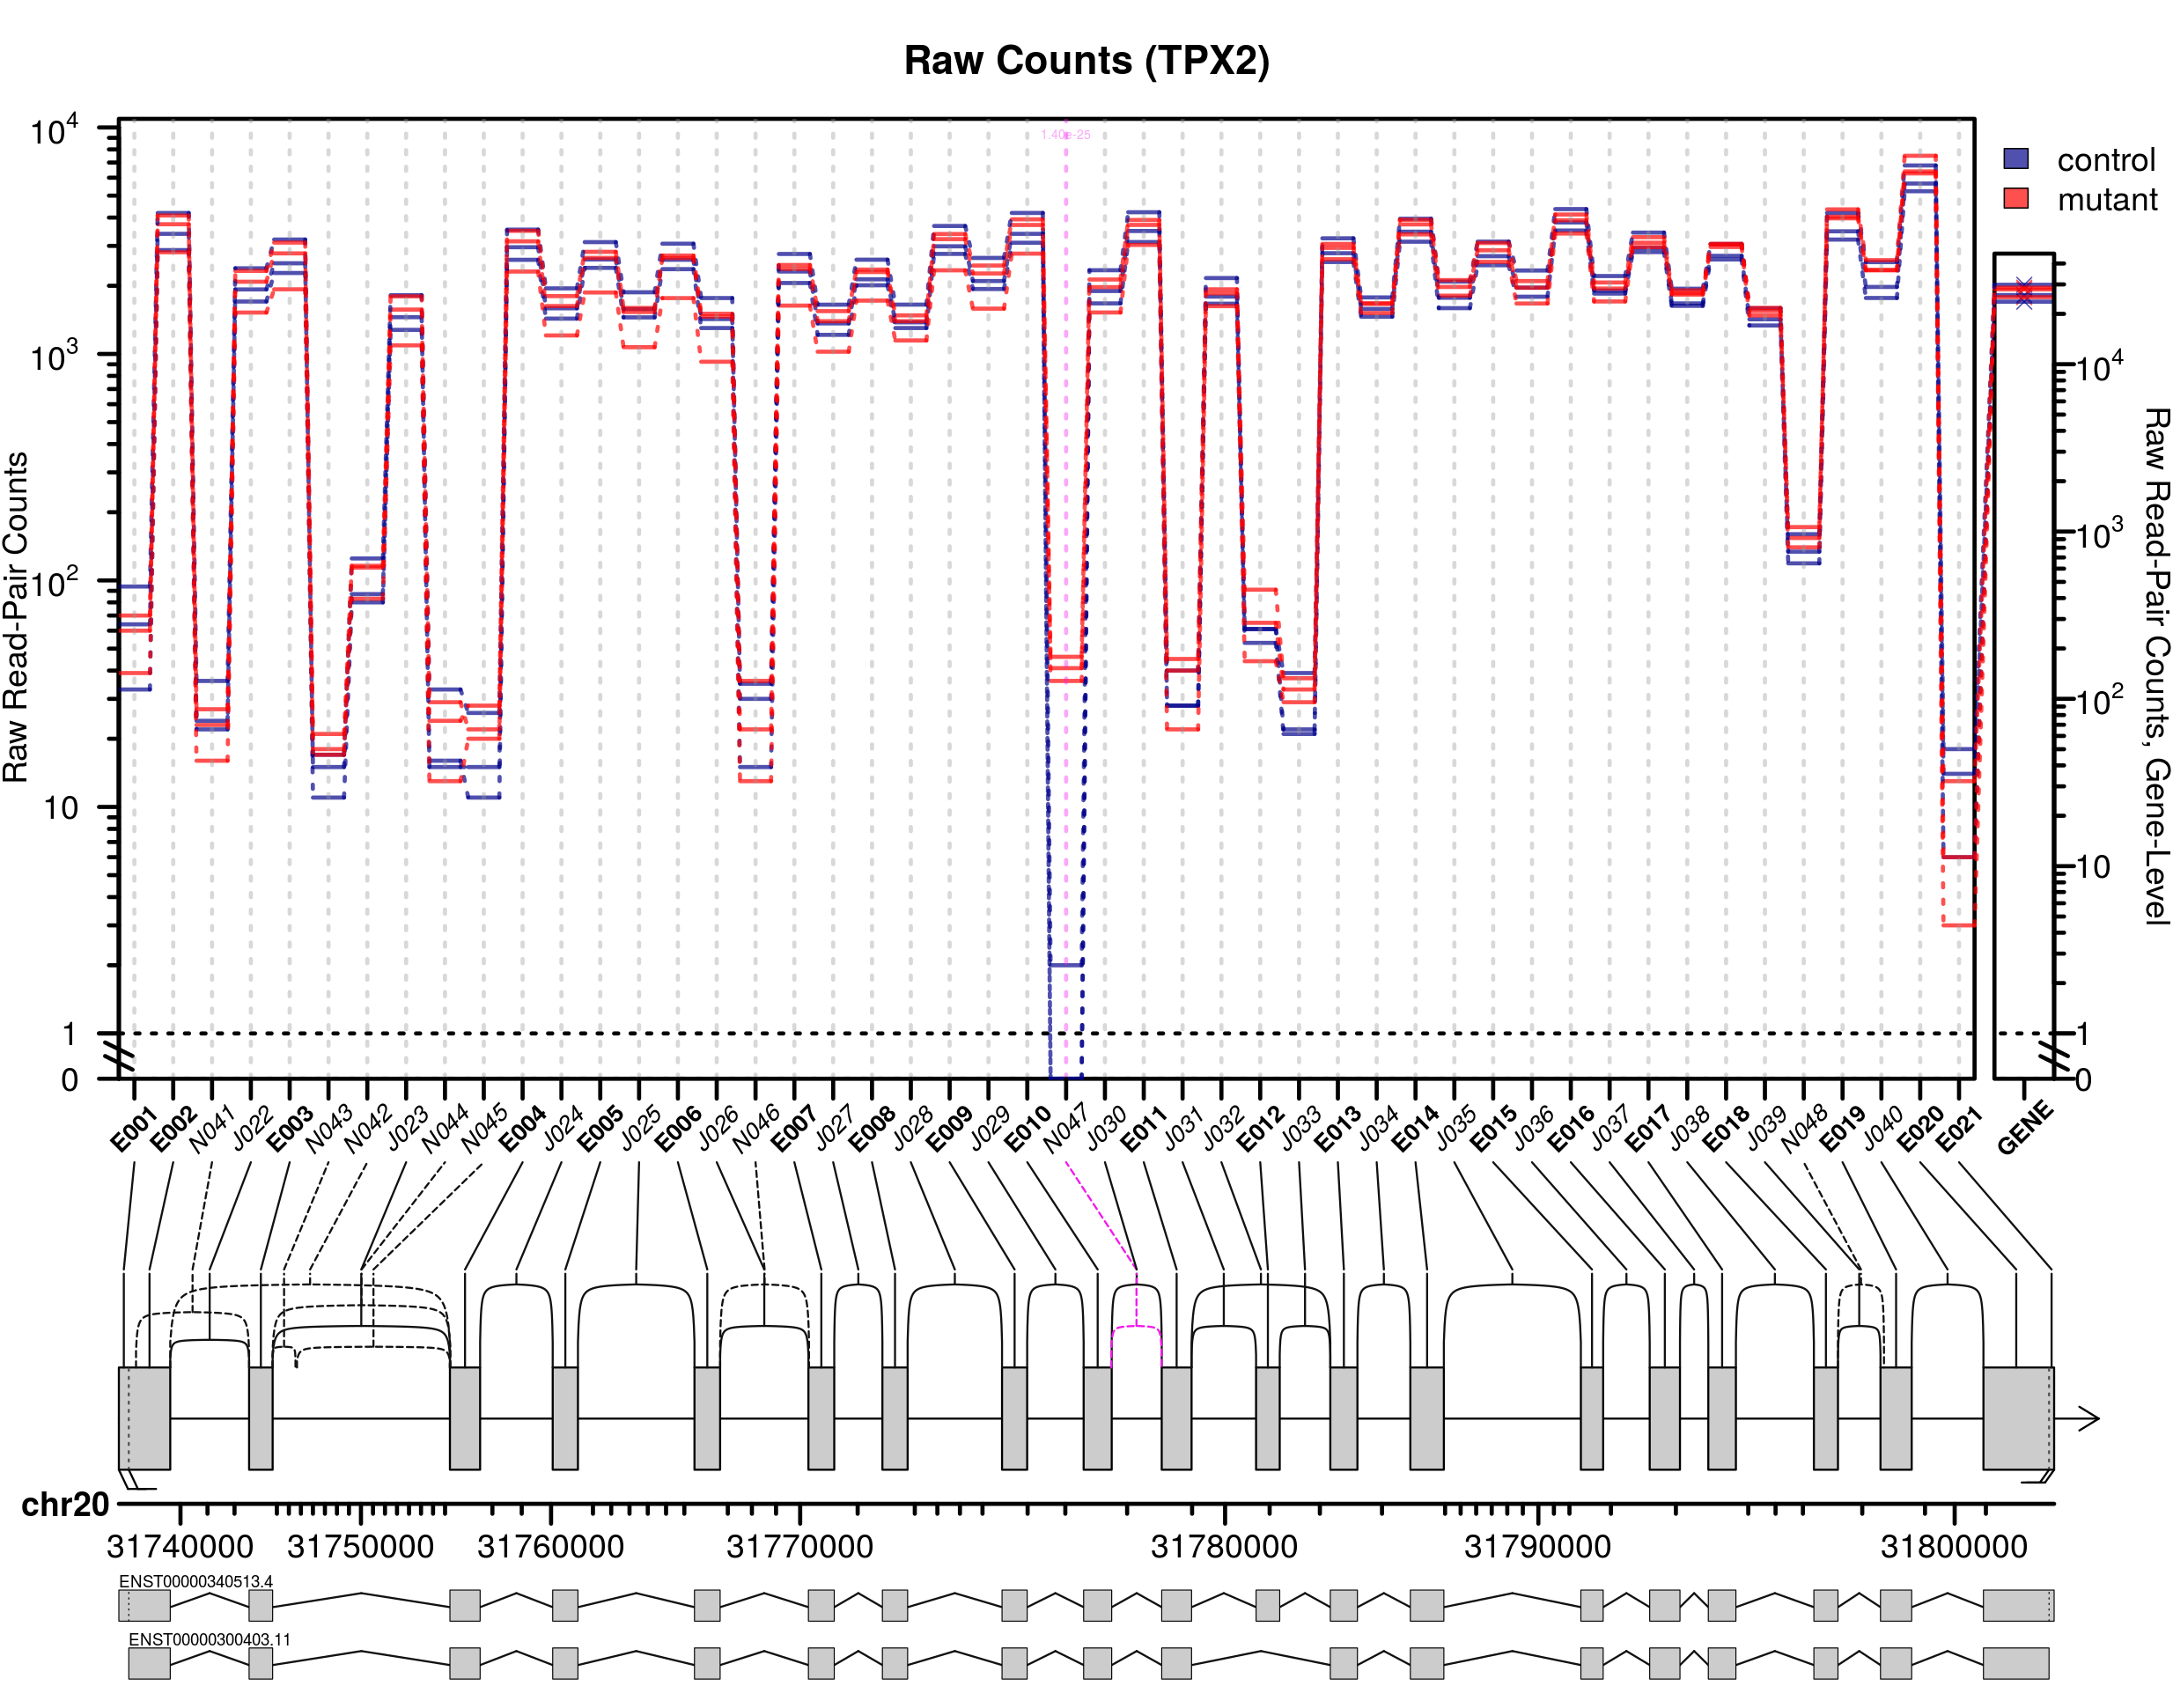 Raw Counts (TPX2)
10^4
10^3
10^2
10
1
0
Raw Read-Pair Counts
1.40e-25
control
mutant
10^4
10^3
10^2
10
1
0
Raw Read-Pair Counts, Gene-Level
E001 E002 N041 J022 E003 N043 N042 J023 N044 N045 E004 J024 E005 J025 E006 J026 N046 E007 J027 E008 J028 E009 J029 E010 N047 J030 E011 J031 J032 E012 J033 E013 J034 E014 J035 E015 J036 E016 J037 E017 J038 E018 J039 N048 E019 J040 E020 E021 GENE
chr20
31740000 31750000 31760000 31770000 31780000 31790000 31800000
ENST00000340513.4
ENST00000300403.11